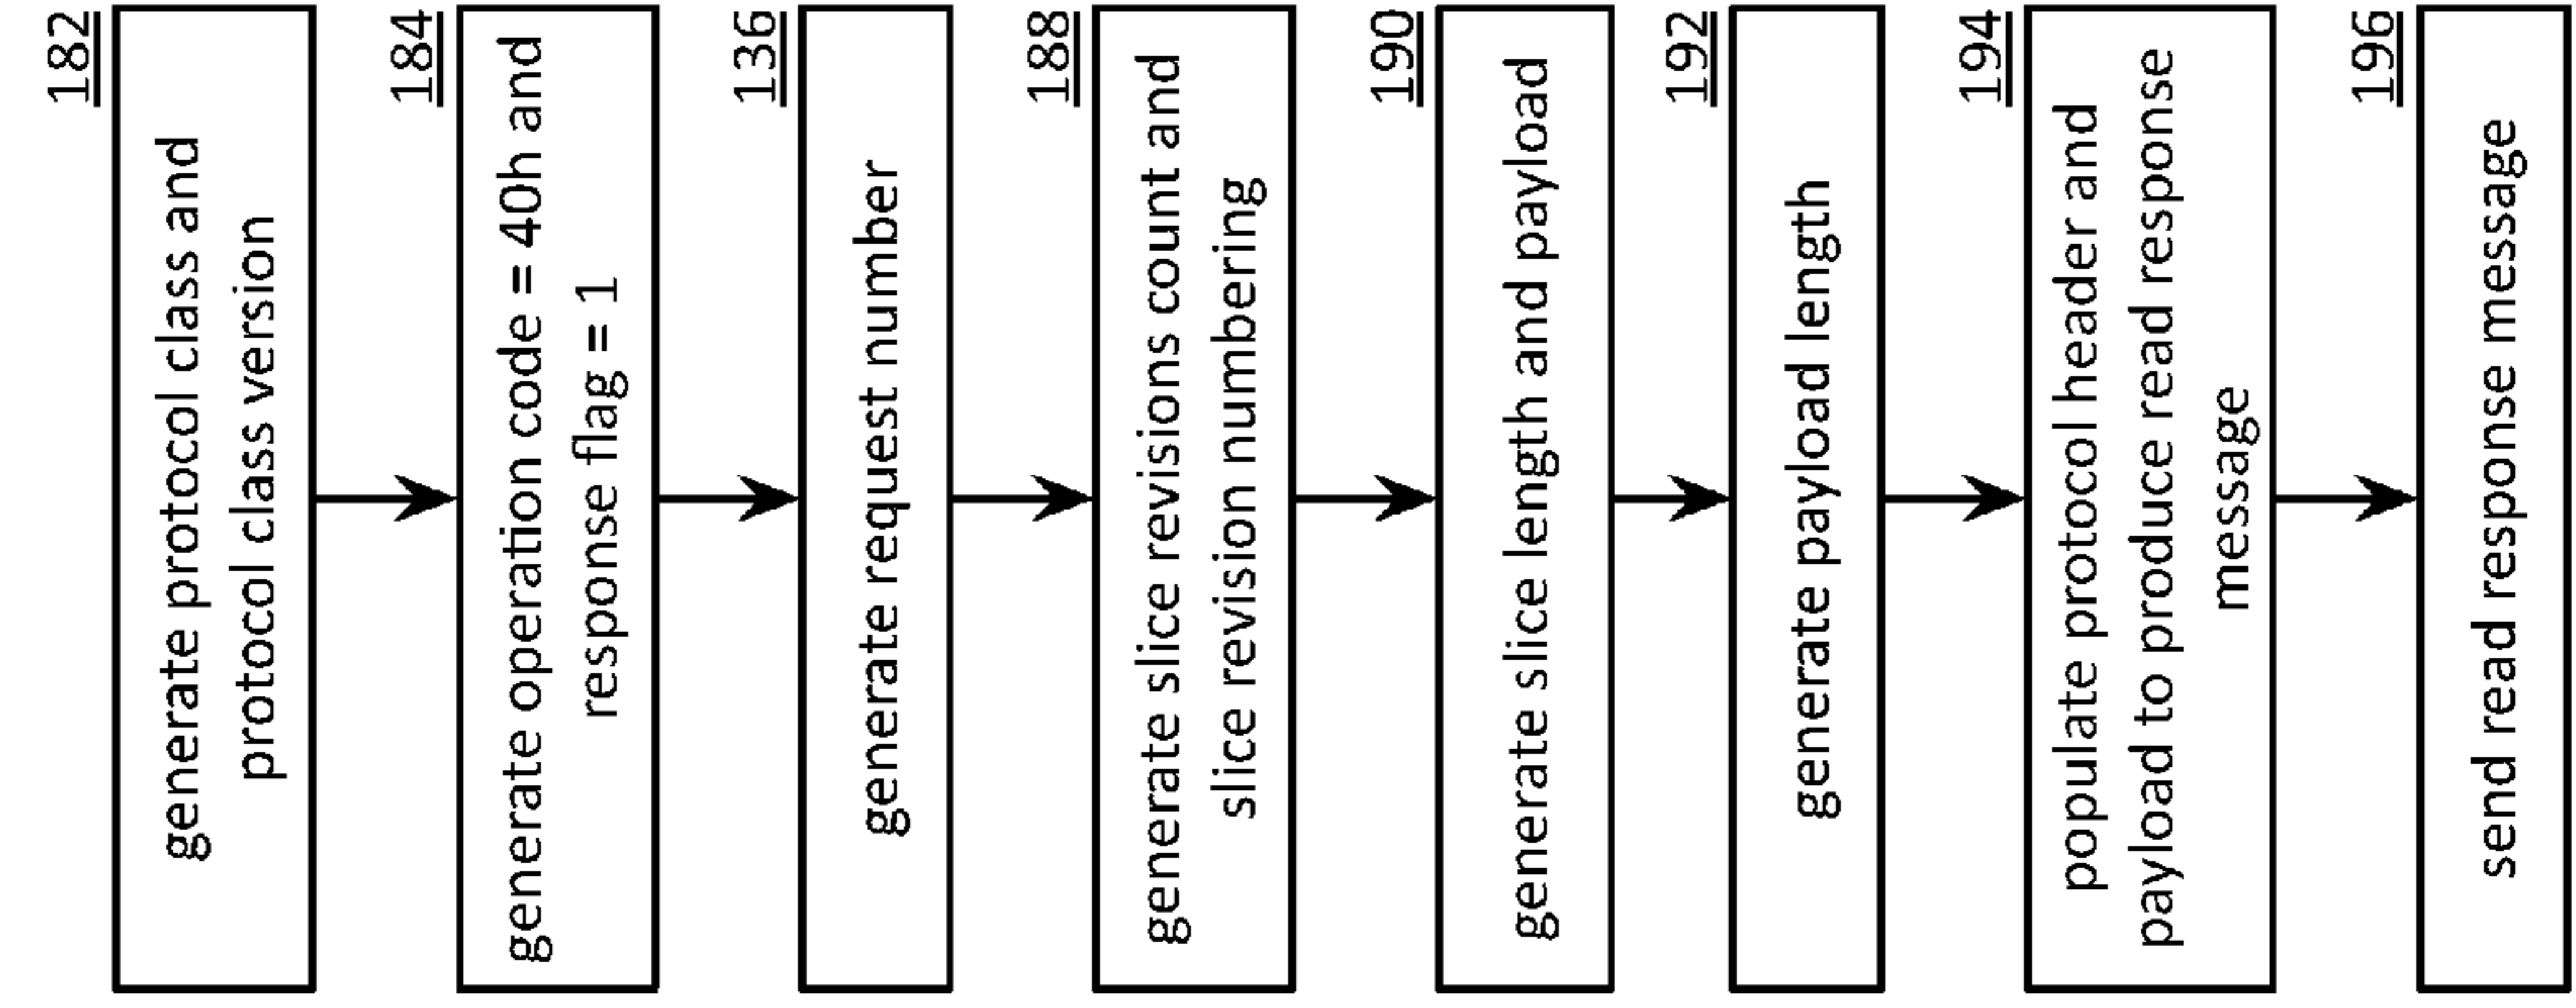 182
generate protocol class and
protocol class version
184
generate operation code = 40h and
response flag = 1
136
generate request number
188
generate slice revisions count and
slice revision numbering
190
generate slice length and payload
192
generate payload length
194
populate protocol header and
payload to produce read response
message
196
send read response message